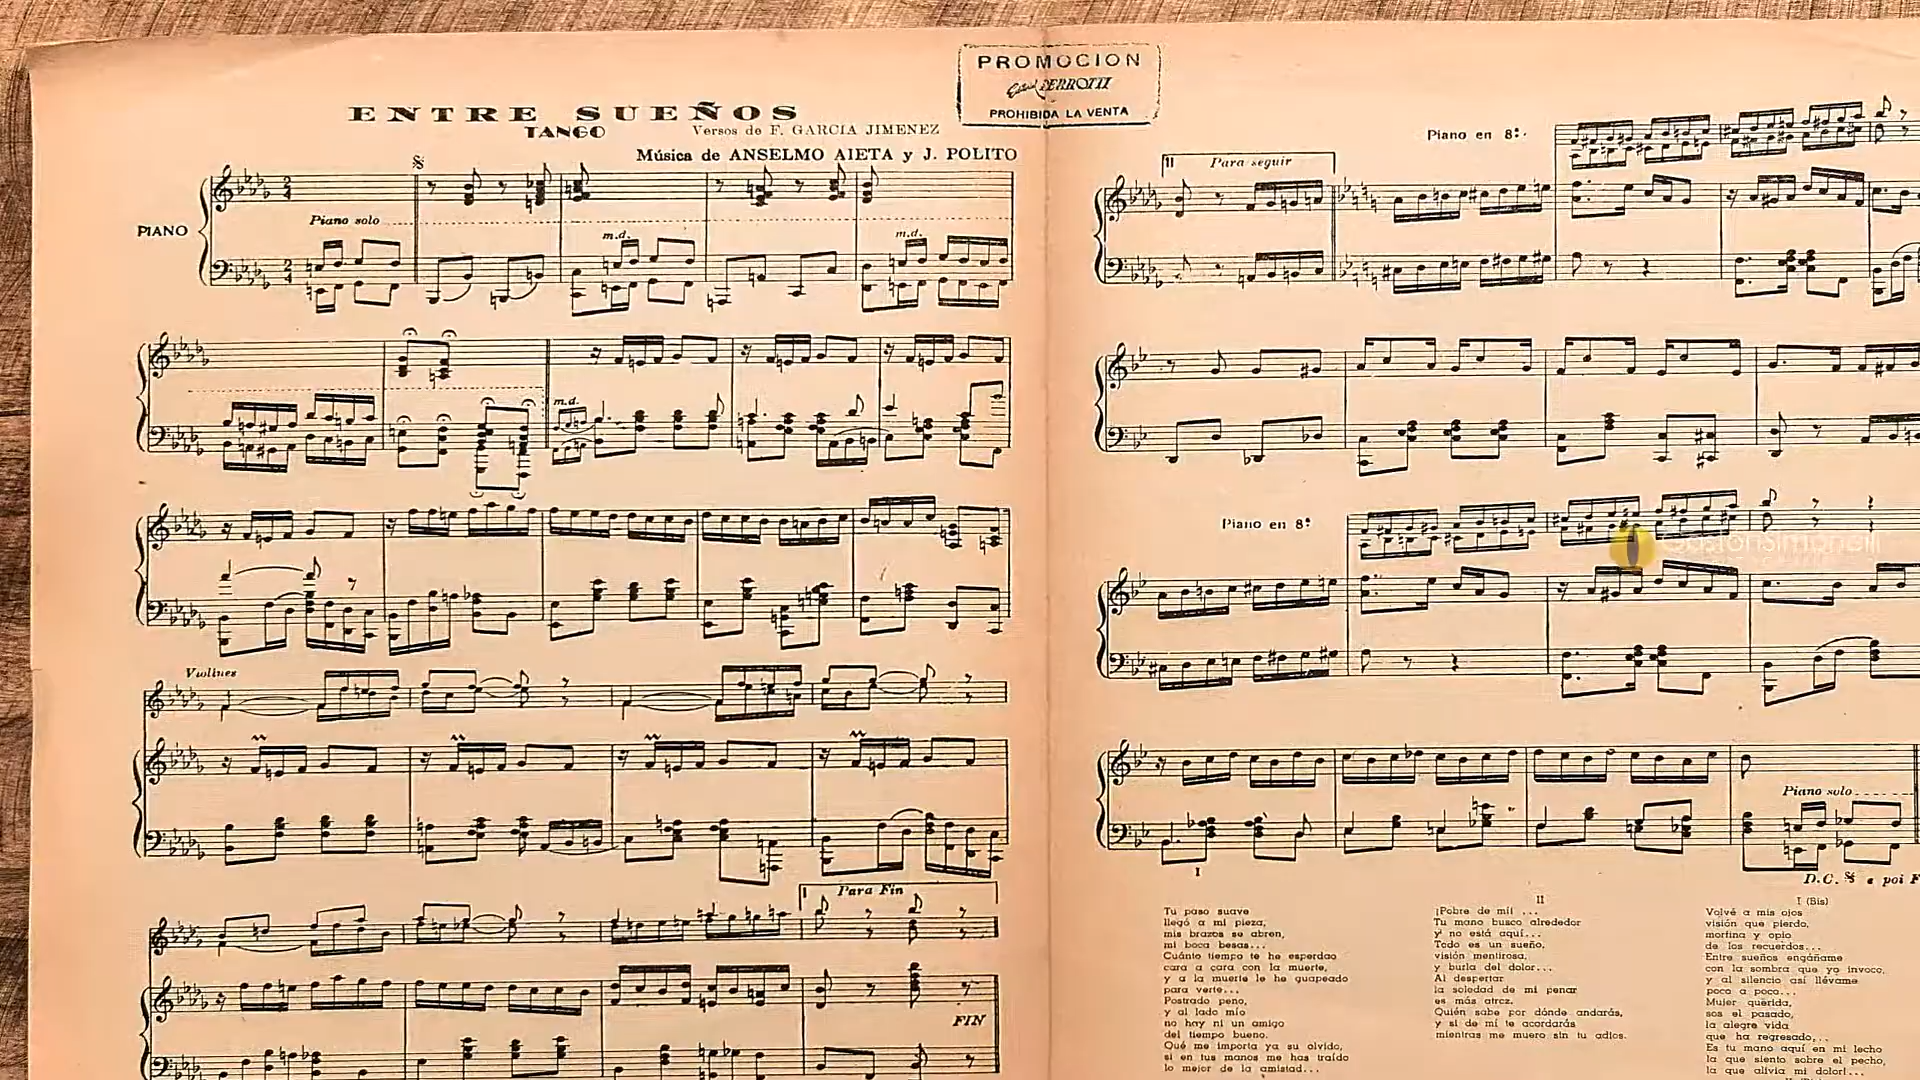 PROMOCION
PERROTTI
PROHIBIDA LA VENTA
ENTRE SUEÑOS
TANGO
Versos de F. GARCIA JIMENEZ
Música de ANSELMO AIETA y J. POLITO
PIANO
Piano solo
m.d.
m.d.
m.d.
Violines
I Para Fin
FIN
Piano en 8ª
II Para seguir
Piano en 8ª
GastonSimonelli
Piano solo
D.C. 𝄋 e poi F
I
Tu paso suave
llegó a mi pieza,
mis brazos se abren,
mi boca besas...
Cuánto tiempo te he esperdao
cara a cara con la muerte,
y a la muerte le he guapeado
para verte...
Postrado peno,
y al lado mío
no hay ni un amigo
del tiempo bueno.
Qué me importa ya su olvido,
si en tus manos me has traído
lo mejor de la amistad...
II
¡Pobre de mí! ...
Tu mano busco alrededor
y no está aquí...
Todo es un sueño,
visión mentirosa,
y burla del dolor...
Al despertar
la soledad de mi penar
es más atroz.
Quién sabe por dónde andarás,
y si de mí te acordarás
mientras me muero sin tu adios.
I (Bis)
Volvé a mis ojos
visión que pierdo,
morfina y opio
de los recuerdos...
Entre sueños engáñame
con la sombra que yo invoco,
y al silencio así llévame
poco a poco...
Mujer quérida,
sos el pasado,
la alegre vida
que ha regresado...
Es tu mano aquí en mi lecho
la que siento sobre el pecho,
la que alivia mi dolor!...